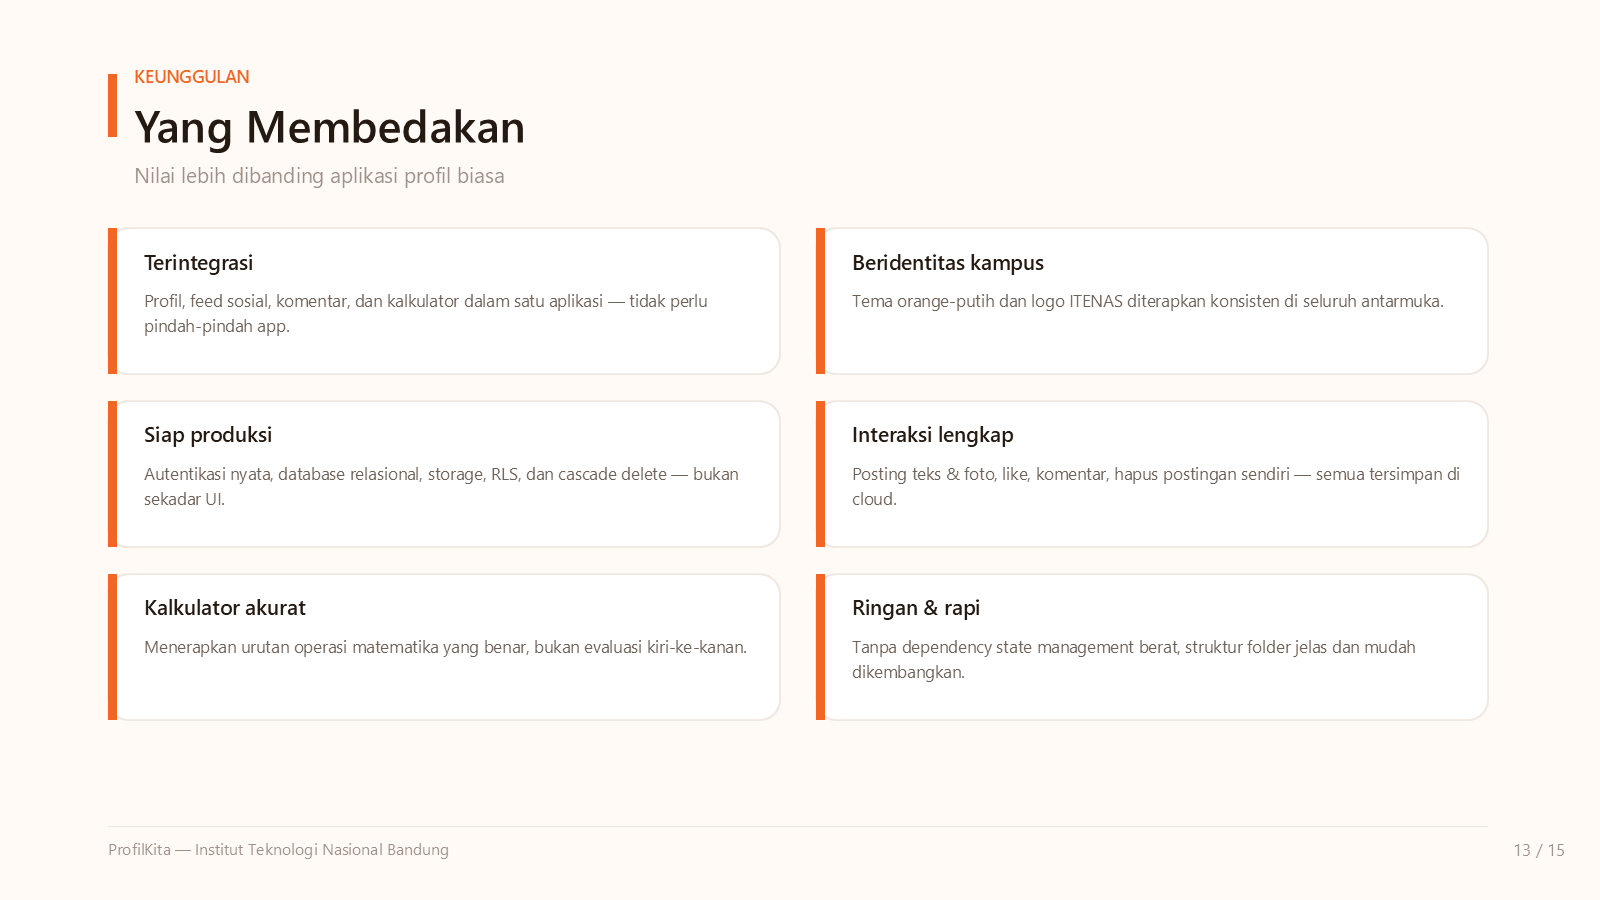 KEUNGGULAN
Yang Membedakan
Nilai lebih dibanding aplikasi profil biasa
Terintegrasi
Profil, feed sosial, komentar, dan kalkulator dalam satu aplikasi — tidak perlu
pindah-pindah app.
Beridentitas kampus
Tema orange-putih dan logo ITENAS diterapkan konsisten di seluruh antarmuka.
Siap produksi
Autentikasi nyata, database relasional, storage, RLS, dan cascade delete — bukan
sekadar UI.
Interaksi lengkap
Posting teks & foto, like, komentar, hapus postingan sendiri — semua tersimpan di
cloud.
Kalkulator akurat
Menerapkan urutan operasi matematika yang benar, bukan evaluasi kiri-ke-kanan.
Ringan & rapi
Tanpa dependency state management berat, struktur folder jelas dan mudah
dikembangkan.
ProfilKita — Institut Teknologi Nasional Bandung
13 / 15